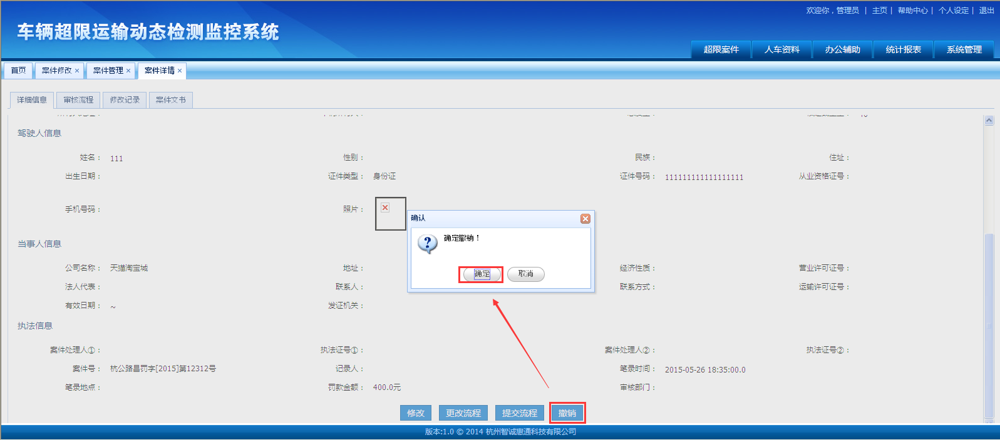 欢迎你，管理员 | 主页 | 帮助中心 | 个人设定 | 退出
车辆超限运输动态检测监控系统
超限案件 人车资料 办公辅助 统计报表 系统管理
首页 案件修改 × 案件管理 × 案件详情 ×
详细信息 审核流程 修改记录 案件文书
驾驶人信息
姓名： 111 性别： 民族： 住址：
出生日期： 证件类型： 身份证 证件号码： 111111111111111111 从业资格证号：
手机号码： 照片：
确认
确定撤销！
确定 取消
当事人信息
公司名称： 天猫淘宝城 地址： 经济性质： 营业许可证号：
法人代表： 联系人： 联系方式： 运输许可证号：
有效日期： ~ 发证机关：
执法信息
案件处理人①： 执法证号①： 案件处理人②： 执法证号②：
案件号： 杭公路昌罚字[2015]第12312号 记录人： 笔录时间： 2015-05-26 18:35:00.0
笔录地点： 罚款金额： 400.0元 审核部门：
修改 更改流程 提交流程 撤销
版本:1.0 © 2014 杭州智诚惠通科技有限公司